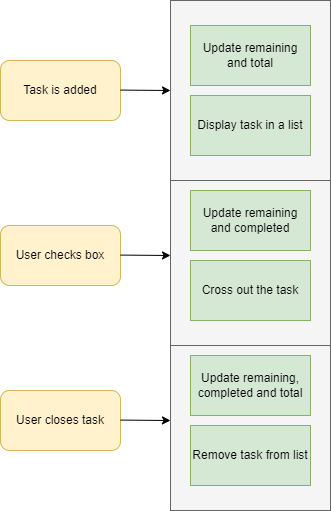 Task is added
Update remaining
and total
Display task in a list
User checks box
Update remaining
and completed
Cross out the task
User closes task
Update remaining,
completed and total
Remove task from list